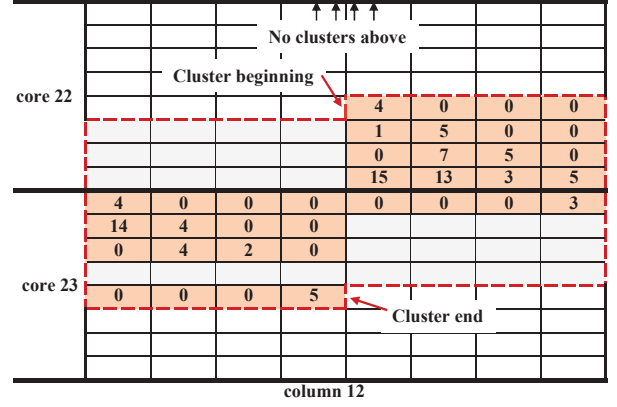 No clusters above
Cluster beginning
core 22
4 0 0 0
1 5 0 0
0 7 5 0
15 13 3 5
4 0 0 0 0 0 0 3
14 4 0 0
0 4 2 0
core 23
0 0 0 5
Cluster end
column 12